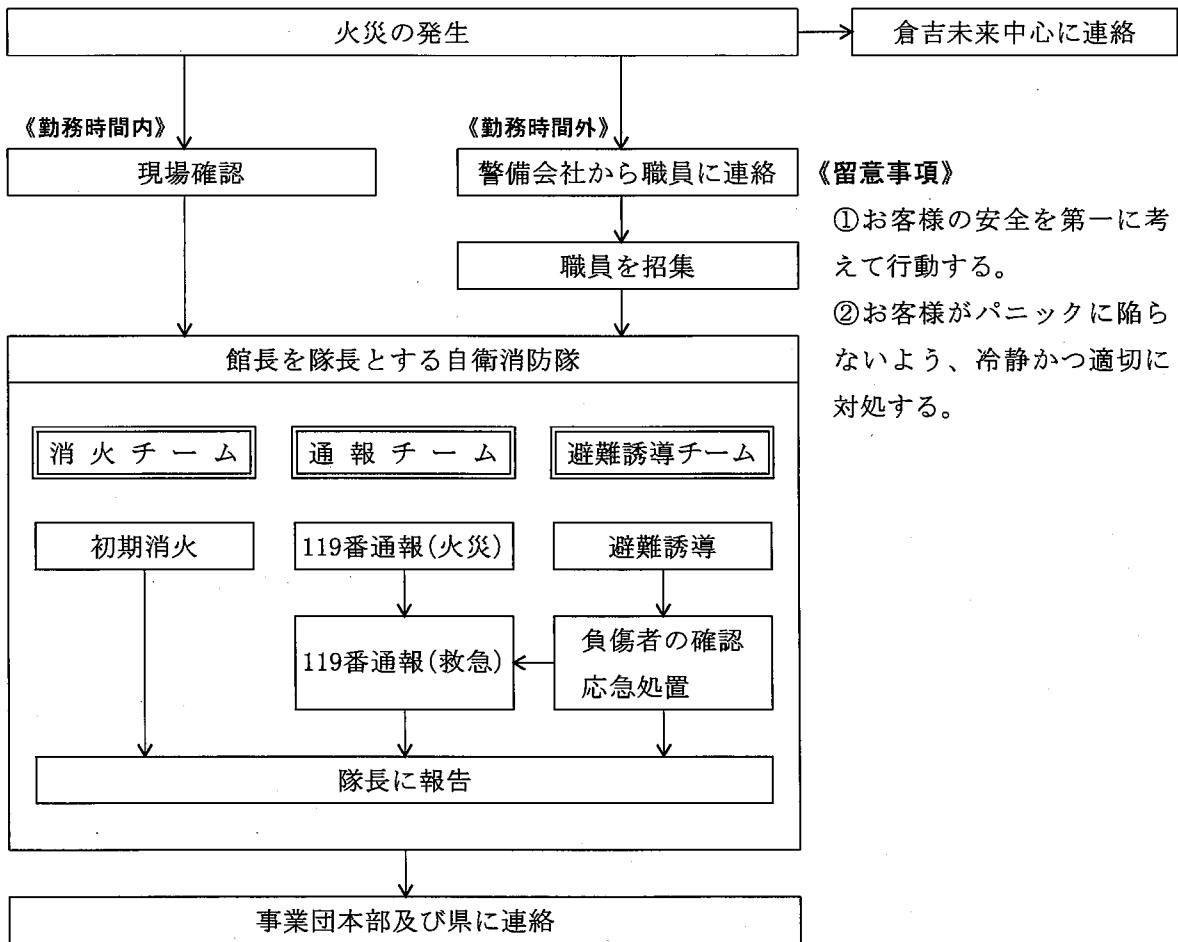 火災の発生
倉吉未来中心に連絡
《勤務時間内》
《勤務時間外》
現場確認
警備会社から職員に連絡
《留意事項》
①お客様の安全を第一に考
えて行動する。
②お客様がパニックに陥ら
ないよう、冷静かつ適切に
対処する。
職員を招集
館長を隊長とする自衛消防隊
消火チーム
通報チーム
避難誘導チーム
初期消火
119番通報(火災)
避難誘導
119番通報(救急)
負傷者の確認
応急処置
隊長に報告
事業団本部及び県に連絡